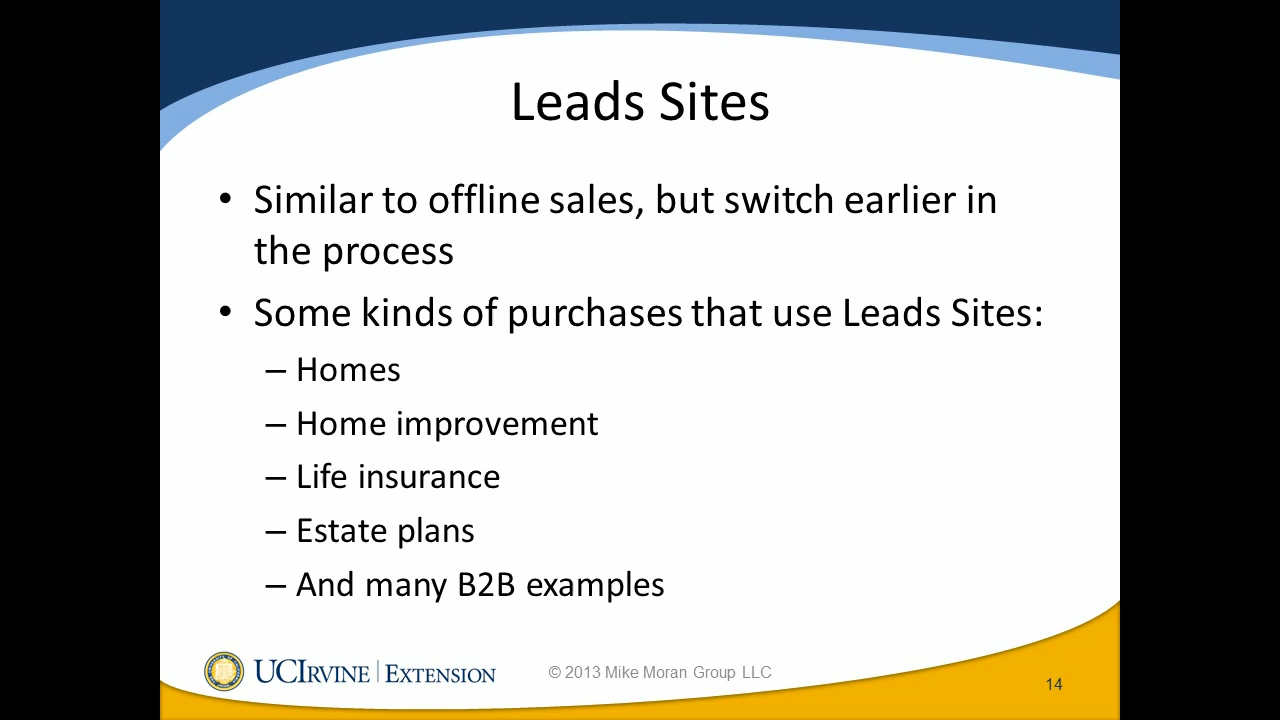 Leads Sites
• Similar to offline sales, but switch earlier in
the process
• Some kinds of purchases that use Leads Sites:
– Homes
– Home improvement
– Life insurance
– Estate plans
– And many B2B examples
UCIRVINE | EXTENSION
© 2013 Mike Moran Group LLC
14